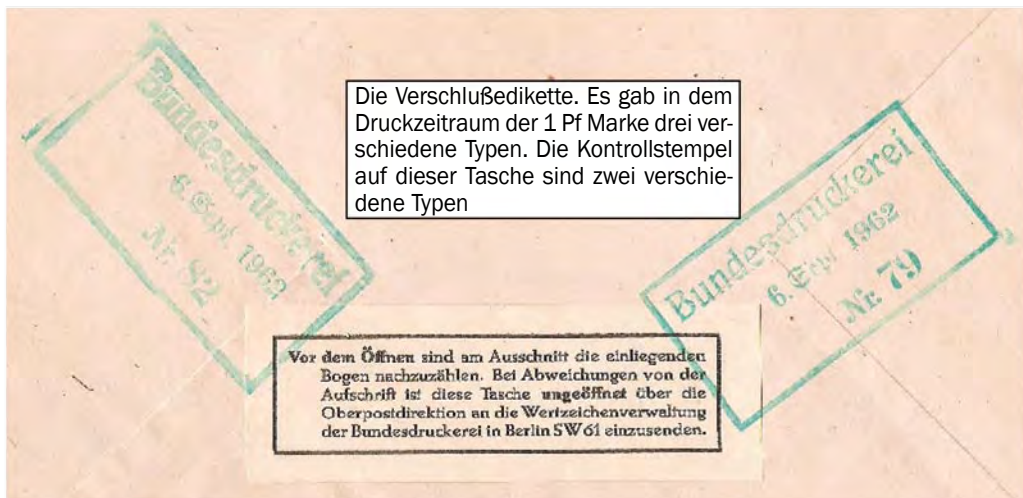 Die Verschlußedikette. Es gab in dem
Druckzeitraum der 1 Pf Marke drei ver-
schiedene Typen. Die Kontrollstempel
auf dieser Tasche sind zwei verschie-
dene Typen
Bundesdruckerei
6. Sept. 1962
Nr. 82
Bundesdruckerei
6. Sept. 1962
Nr. 79
Vor dem Öffnen sind am Ausschnitt die einliegenden
Bogen nachzuzählen. Bei Abweichungen von der
Aufschrift ist diese Tasche ungeöffnet über die
Oberpostdirektion an die Wertzeichenverwaltung
der Bundesdruckerei in Berlin SW 61 einzusenden.